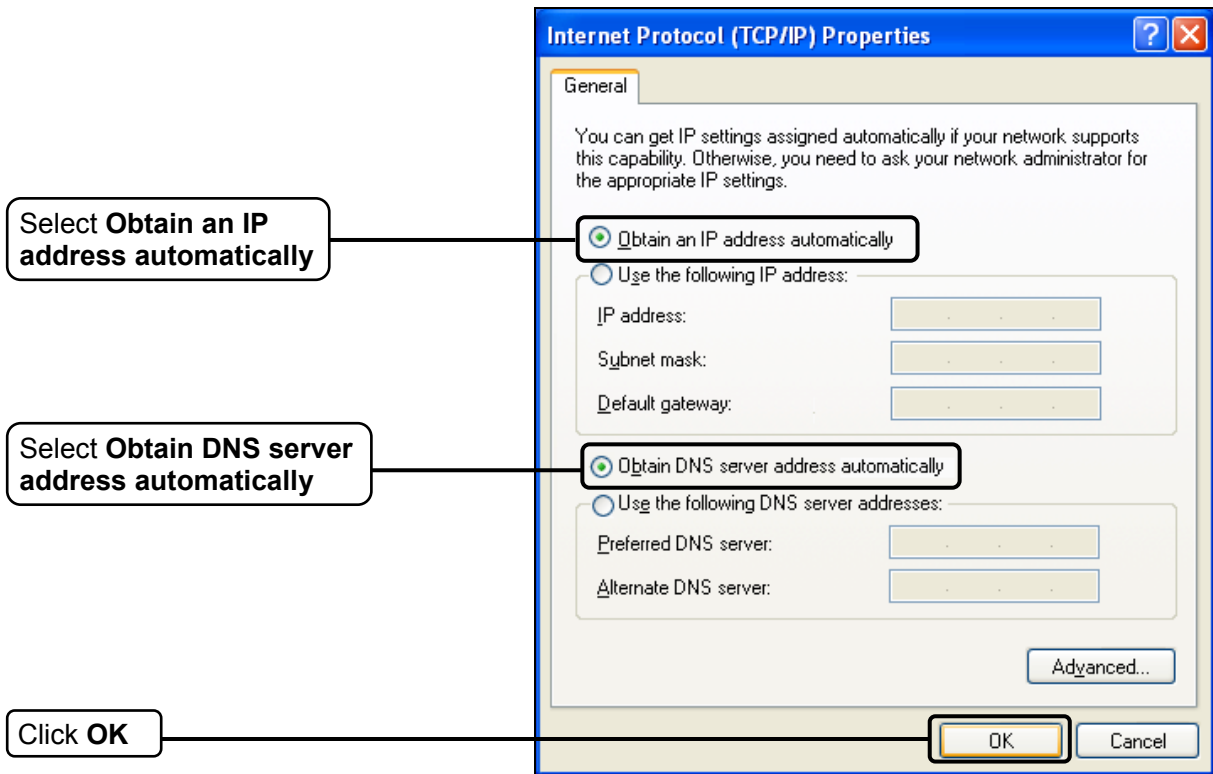 Internet Protocol (TCP/IP) Properties
General
You can get IP settings assigned automatically if your network supports
this capability. Otherwise, you need to ask your network administrator for
the appropriate IP settings.
Select Obtain an IP
address automatically
Obtain an IP address automatically
Use the following IP address:
IP address:
Subnet mask:
Default gateway:
Select Obtain DNS server
address automatically
Obtain DNS server address automatically
Use the following DNS server addresses:
Preferred DNS server:
Alternate DNS server:
Advanced...
Click OK
OK
Cancel